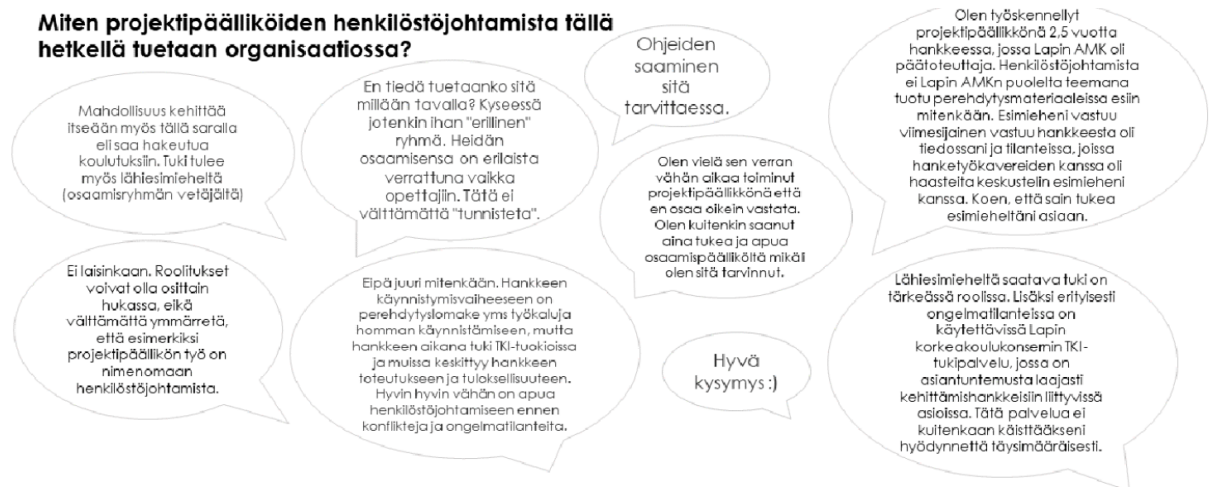 Miten projektipäälliköiden henkilöstöjohtamista tällä
hetkellä tuetaan organisaatiossa?
Mahdollisuus kehittää
itseään myös tällä saralla
eli saa hakeutua
koulutuksiin. Tuki tulee
myös lähiesimieheltä
(osaamisryhmän vetäjältä)
En tiedä tuetaanko sitä
millään tavalla? Kyseessä
jotenkin ihan "erillinen"
ryhmä. Heidän
osaamisensa on erilaista
verrattuna vaikka
opettajiin. Tätä ei
välttämättä "tunnisteta".
Ohjeiden
saaminen
sitä
tarvittaessa.
Olen vielä sen verran
vähän aikaa toiminut
projektipäällikkönä että
en osaa oikein vastata.
Olen kuitenkin saanut
aina tukea ja apua
osaamispäälliköltä mikäli
olen sitä tarvinnut.
Olen työskennellyt
projektipäällikkönä 2,5 vuotta
hankkeessa, jossa Lapin AMK oli
päätoteuttaja. Henkilöstöjohtamista
ei Lapin AMKn puolelta teemana
tuotu perehdytysmateriaaleissa esiin
mitenkään. Esimieheni vastuu
viimesijainen vastuu hankkeesta oli
tiedossani ja tilanteissa, joissa
hanketyökavereiden kanssa oli
haasteita keskustelin esimieheni
kanssa. Koen, että sain tukea
esimieheltäni asiaan.
Ei laisinkaan. Roolitukset
voivat olla osittain
hukassa, eikä
välttämättä ymmärretä,
että esimerkiksi
projektipäällikön työ on
nimenomaan
henkilöstöjohtamista.
Eipä juuri mitenkään. Hankkeen
käynnistymisvaiheeseen on
perehdytyslomake yms työkaluja
homman käynnistämiseen, mutta
hankkeen aikana tuki TKI-tuokioissa
ja muissa keskittyy hankkeen
toteutukseen ja tuloksellisuuteen.
Hyvin hyvin vähän on apua
henkilöstöjohtamiseen ennen
konflikteja ja ongelmatilanteita.
Hyvä
kysymys :)
Lähiesimieheltä saatava tuki on
tärkeässä roolissa. Lisäksi erityisesti
ongelmatilanteissa on
käytettävissä Lapin
korkeakoulukonsernin TKI-
tukipalvelu, jossa on
asiantuntemusta laajasti
kehittämishankkeisiin liittyvissä
asioissa. Tätä palvelua ei
kuitenkaan käsittääkseni
hyödynnettä täysimääräisesti.